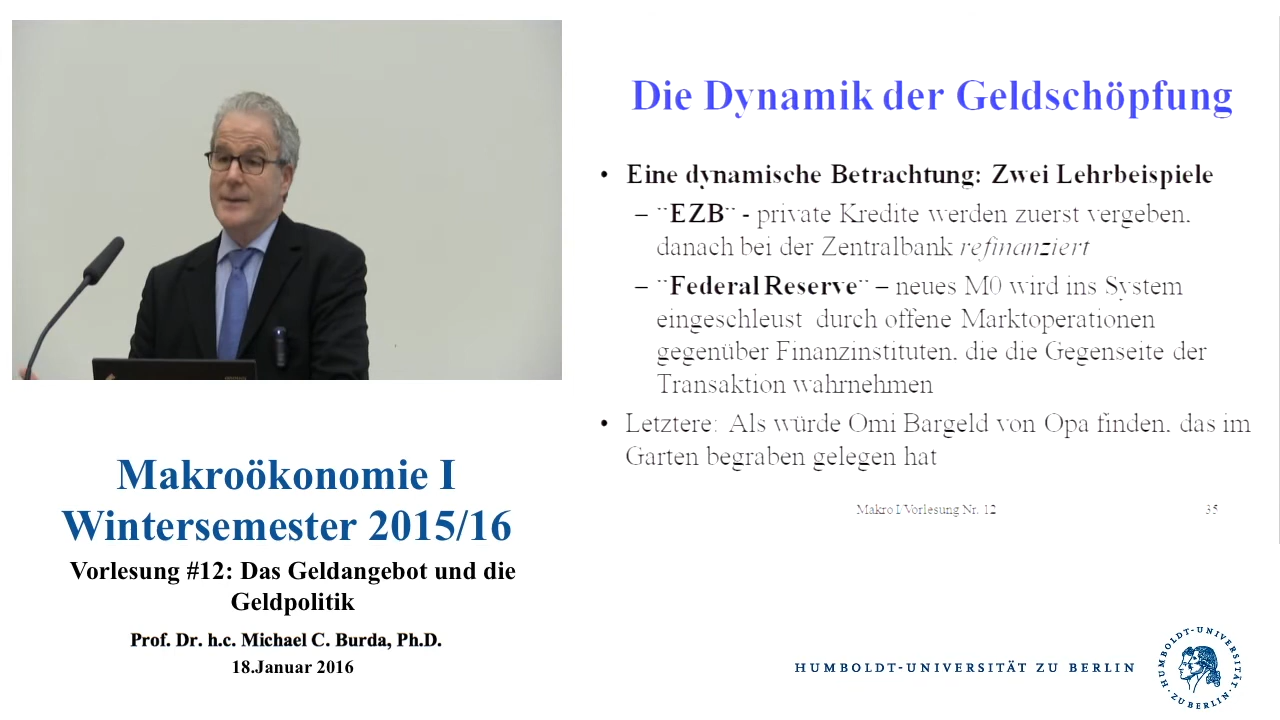 Die Dynamik der Geldschöpfung
• Eine dynamische Betrachtung: Zwei Lehrbeispiele
– "EZB" - private Kredite werden zuerst vergeben,
danach bei der Zentralbank refinanziert
– "Federal Reserve" – neues M0 wird ins System
eingeschleust durch offene Marktoperationen
gegenüber Finanzinstituten, die die Gegenseite der
Transaktion wahrnehmen
• Letztere: Als würde Omi Bargeld von Opa finden, das im
Garten begraben gelegen hat
Makro I/Vorlesung Nr. 12
35
Makroökonomie I
Wintersemester 2015/16
Vorlesung #12: Das Geldangebot und die
Geldpolitik
Prof. Dr. h.c. Michael C. Burda, Ph.D.
18.Januar 2016
HUMBOLDT-UNIVERSITÄT ZU BERLIN
HUMBOLDT-UNIVERSITÄT
ZU BERLIN